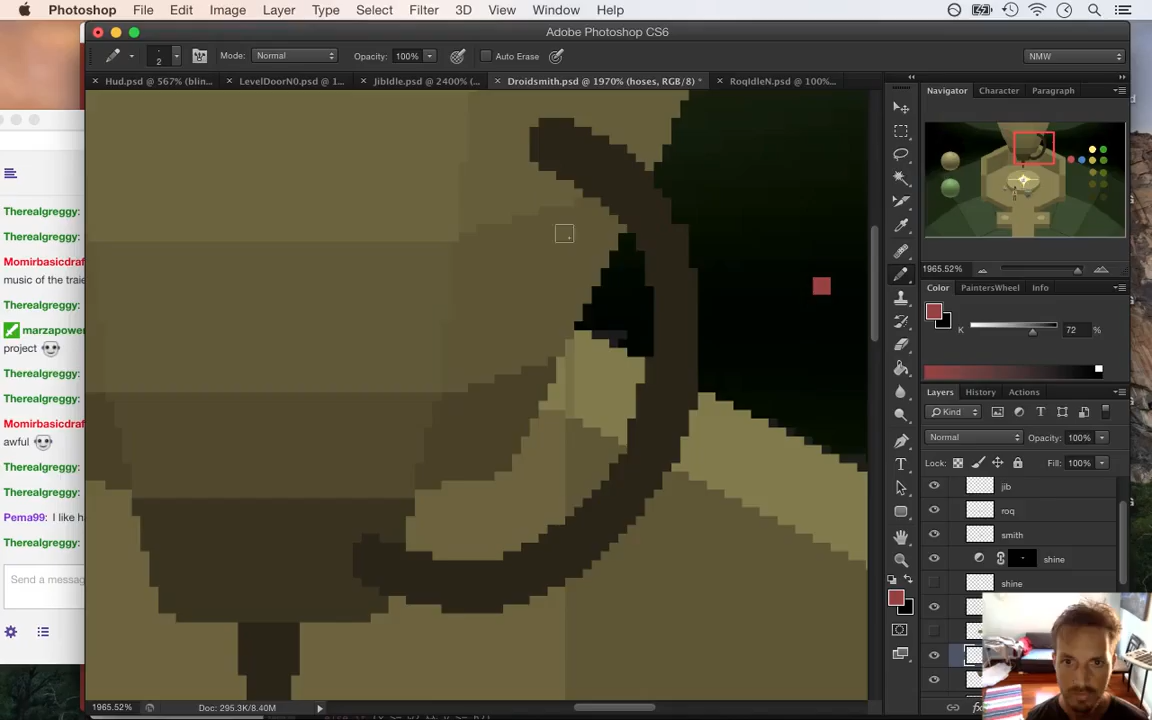 Photoshop File Edit Image Layer Type Select Filter 3D View Window Help
Adobe Photoshop CS6
2 Mode: Normal Opacity: 100% Auto Erase NMW
Hud.psd @ 567% (blin... LevelDoorN0.psd @ 1... JibIdle.psd @ 2400% (... Droidsmith.psd @ 1970% (hoses, RGB/8) * RoqIdleN.psd @ 100%...
Navigator Character Paragraph
1965.52%
Color PaintersWheel Info
K 72 %
Layers History Actions
Kind
Normal Opacity: 100%
Lock: Fill: 100%
jib
roq
smith
shine
shine
fx
Therealgreggy:
Therealgreggy:
Momirbasicdraf
music of the traie
Therealgreggy:
marzapower
project
Therealgreggy:
Therealgreggy:
Momirbasicdraf
awful
Therealgreggy:
Therealgreggy:
Pema99: I like h
Therealgreggy:
Send a messag
1965.52% Doc: 295.3K/8.40M